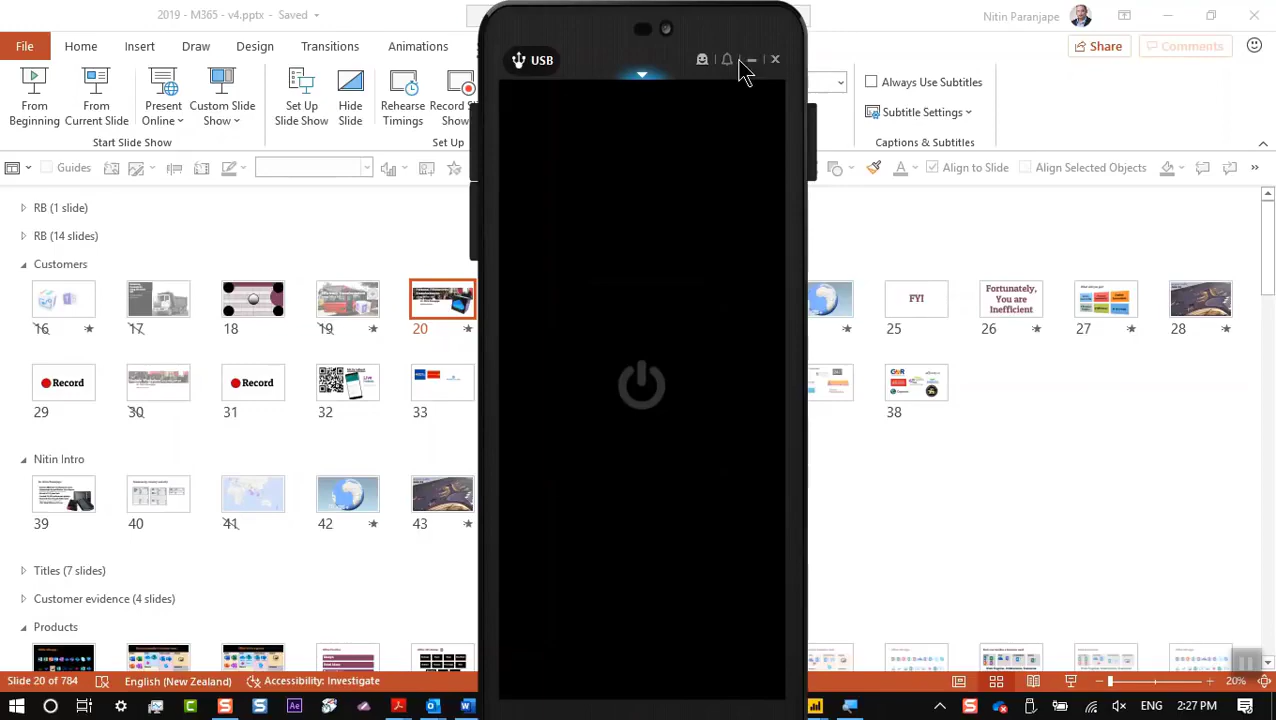 2019 - M365 - v4.pptx - Saved
Nitin Paranjape
File Home Insert Draw Design Transitions Animations
Share Comments
USB
From Beginning
From Current Slide
Present Online
Custom Slide Show
Set Up Slide Show
Hide Slide
Rehearse Timings
Record S
Show
Always Use Subtitles
Subtitle Settings
Start Slide Show
Set Up
Captions & Subtitles
Guides
Align to Slide
Align Selected Objects
RB (1 slide)
RB (14 slides)
Customers
FYI
Fortunately,
You are
Inefficient
16 17 18 19 20 25 26 27 28
Record
Record
29 30 31 32 33 38
Nitin Intro
39 40 41 42 43
Titles (7 slides)
Customer evidence (4 slides)
Products
Slide 20 of 784
English (New Zealand)
Accessibility: Investigate
20%
ENG
2:27 PM